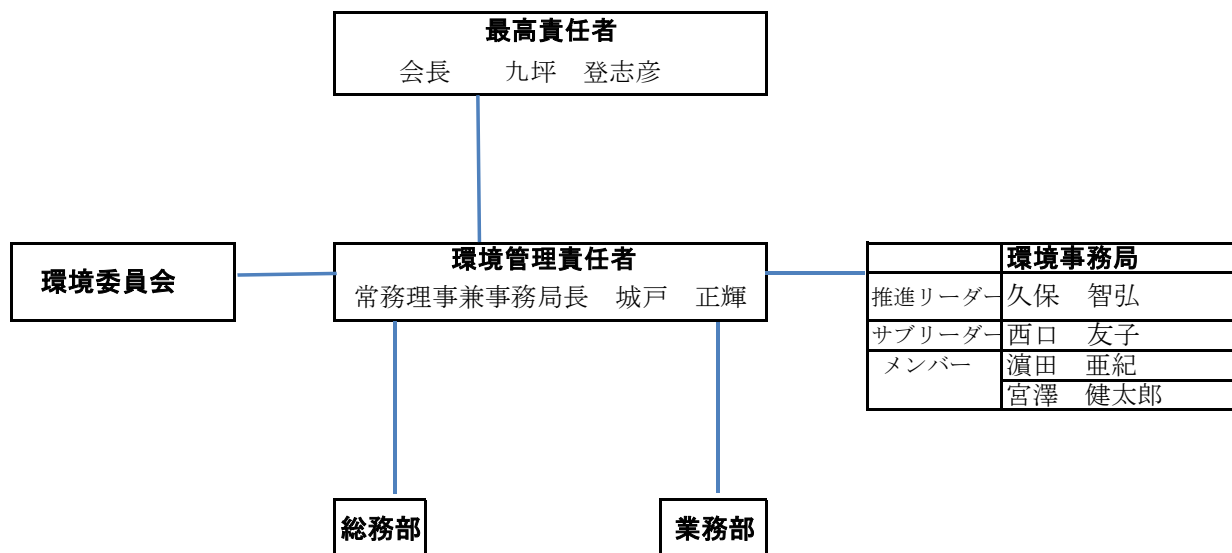 最高責任者
会長　　九坪　登志彦
環境委員会
環境管理責任者
常務理事兼事務局長　城戸　正輝
環境事務局
推進リーダー 久保　智弘
サブリーダー 西口　友子
メンバー 濵田　亜紀
宮澤　健太郎
総務部
業務部